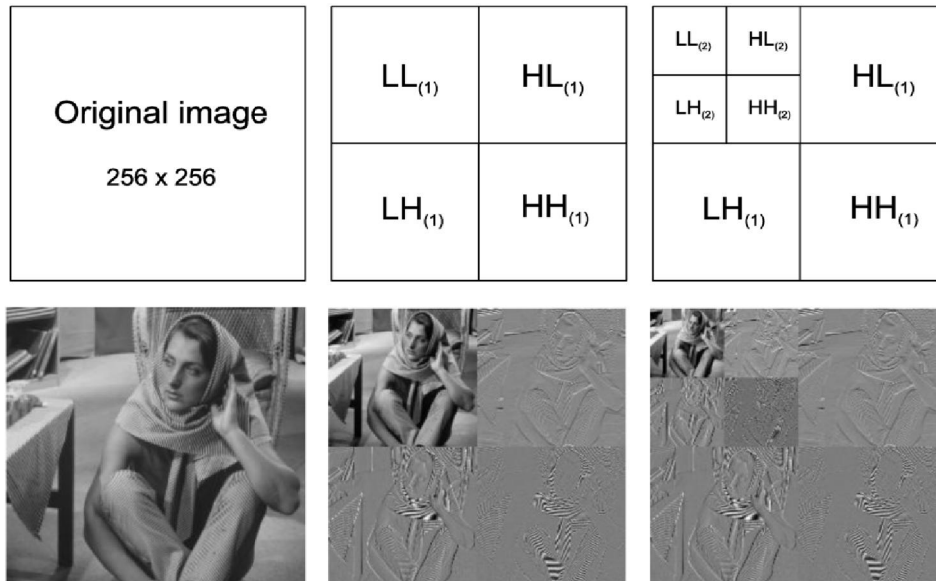 Original image
256 x 256
LL(1) HL(1)
LH(1) HH(1)
LL(2) HL(2)
LH(2) HH(2)
HL(1)
LH(1) HH(1)